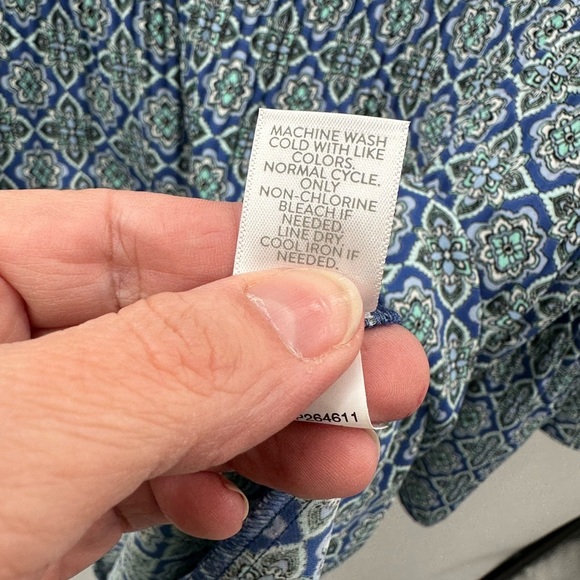 MACHINE WASH
COLD WITH LIKE
COLORS.
NORMAL CYCLE.
ONLY
NON-CHLORINE
BLEACH IF
NEEDED.
LINE DRY.
COOL IRON IF
NEEDED.
264611